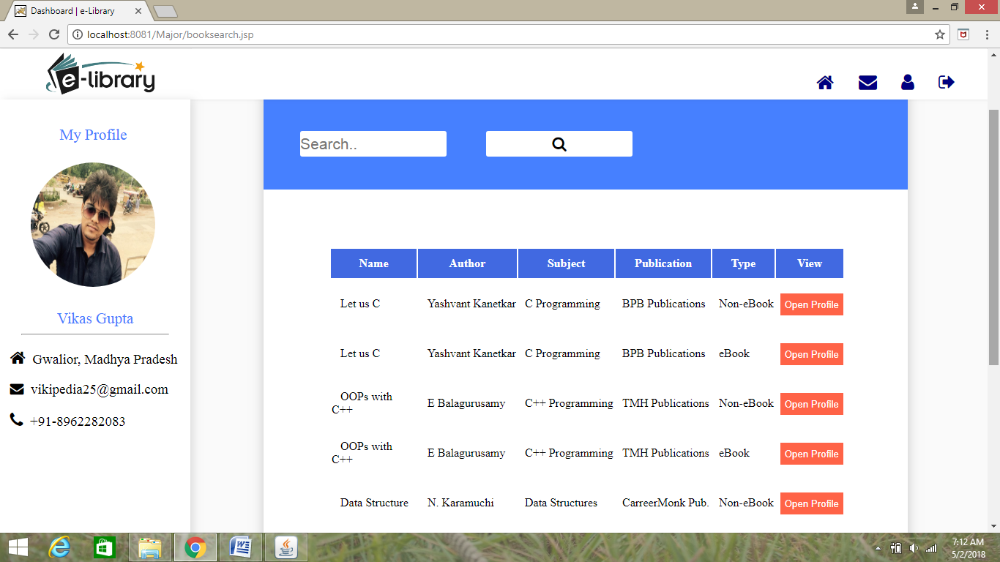 Dashboard | e-Library
localhost:8081/Major/booksearch.jsp
e-library
My Profile
Vikas Gupta
Gwalior, Madhya Pradesh
vikipedia25@gmail.com
+91-8962282083
Search..
Name Author Subject Publication Type View
Let us C Yashvant Kanetkar C Programming BPB Publications Non-eBook Open Profile
Let us C Yashvant Kanetkar C Programming BPB Publications eBook Open Profile
OOPs with
C++ E Balagurusamy C++ Programming TMH Publications Non-eBook Open Profile
OOPs with
C++ E Balagurusamy C++ Programming TMH Publications eBook Open Profile
Data Structure N. Karamuchi Data Structures CarreerMonk Pub. Non-eBook Open Profile
7:12 AM
5/2/2018